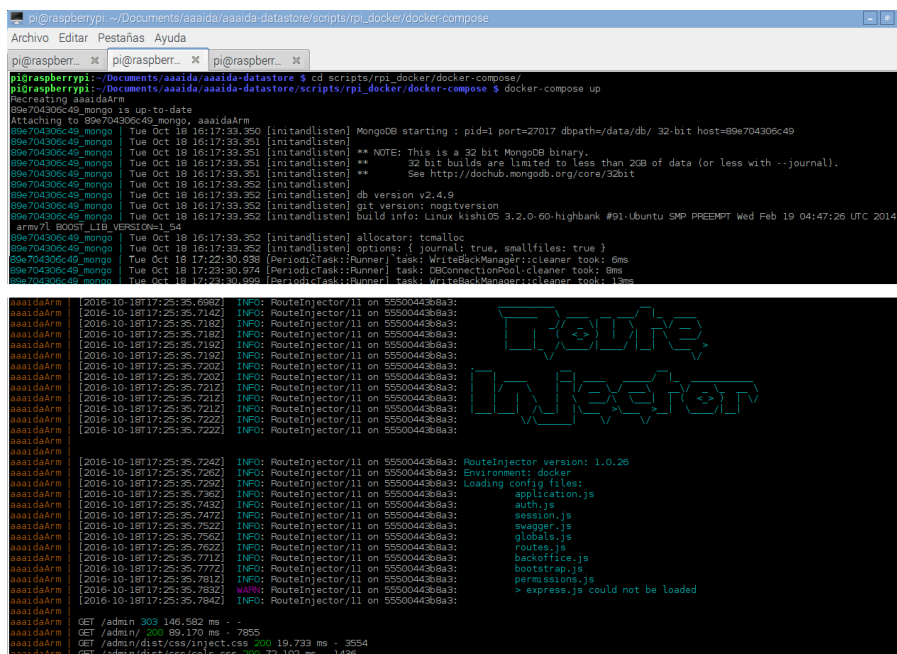 pi@raspberrypi: ~/Documents/aaaida/aaaida-datastore/scripts/rpi_docker/docker-compose
Archivo Editar Pestañas Ayuda
pi@raspberr... pi@raspberr... pi@raspberr...
pi@raspberrypi:~/Documents/aaaida/aaaida-datastore $ cd scripts/rpi_docker/docker-compose/
pi@raspberrypi:~/Documents/aaaida/aaaida-datastore/scripts/rpi_docker/docker-compose $ docker-compose up
Recreating aaaidaArm
89e704306c49_mongo is up-to-date
Attaching to 89e704306c49_mongo, aaaidaArm
89e704306c49_mongo | Tue Oct 18 16:17:33.350 [initandlisten] MongoDB starting : pid=1 port=27017 dbpath=/data/db/ 32-bit host=89e704306c49
89e704306c49_mongo | Tue Oct 18 16:17:33.351 [initandlisten]
89e704306c49_mongo | Tue Oct 18 16:17:33.351 [initandlisten] ** NOTE: This is a 32 bit MongoDB binary.
89e704306c49_mongo | Tue Oct 18 16:17:33.351 [initandlisten] ** 32 bit builds are limited to less than 2GB of data (or less with --journal).
89e704306c49_mongo | Tue Oct 18 16:17:33.351 [initandlisten] ** See http://dochub.mongodb.org/core/32bit
89e704306c49_mongo | Tue Oct 18 16:17:33.352 [initandlisten]
89e704306c49_mongo | Tue Oct 18 16:17:33.352 [initandlisten] db version v2.4.9
89e704306c49_mongo | Tue Oct 18 16:17:33.352 [initandlisten] git version: nogitversion
89e704306c49_mongo | Tue Oct 18 16:17:33.352 [initandlisten] build info: Linux kishi05 3.2.0-60-highbank #91-Ubuntu SMP PREEMPT Wed Feb 19 04:47:26 UTC 2014
armv7l BOOST_LIB_VERSION=1_54
89e704306c49_mongo | Tue Oct 18 16:17:33.352 [initandlisten] allocator: tcmalloc
89e704306c49_mongo | Tue Oct 18 16:17:33.352 [initandlisten] options: { journal: true, smallfiles: true }
89e704306c49_mongo | Tue Oct 18 17:22:30.938 [PeriodicTask::Runner] task: WriteBackManager::cleaner took: 6ms
89e704306c49_mongo | Tue Oct 18 17:23:30.974 [PeriodicTask::Runner] task: DBConnectionPool-cleaner took: 8ms
89e704306c49_mongo | Tue Oct 18 17:23:30.999 [PeriodicTask::Runner] task: WriteBackManager::cleaner took: 13ms
aaaidaArm | [2016-10-18T17:25:35.698Z] INFO: RouteInjector/11 on 55500443b8a3:
aaaidaArm | [2016-10-18T17:25:35.714Z] INFO: RouteInjector/11 on 55500443b8a3:
aaaidaArm | [2016-10-18T17:25:35.718Z] INFO: RouteInjector/11 on 55500443b8a3:
aaaidaArm | [2016-10-18T17:25:35.719Z] INFO: RouteInjector/11 on 55500443b8a3:
aaaidaArm | [2016-10-18T17:25:35.719Z] INFO: RouteInjector/11 on 55500443b8a3:
aaaidaArm | [2016-10-18T17:25:35.720Z] INFO: RouteInjector/11 on 55500443b8a3:
aaaidaArm | [2016-10-18T17:25:35.720Z] INFO: RouteInjector/11 on 55500443b8a3:
aaaidaArm | [2016-10-18T17:25:35.721Z] INFO: RouteInjector/11 on 55500443b8a3:
aaaidaArm | [2016-10-18T17:25:35.721Z] INFO: RouteInjector/11 on 55500443b8a3:
aaaidaArm | [2016-10-18T17:25:35.721Z] INFO: RouteInjector/11 on 55500443b8a3:
aaaidaArm | [2016-10-18T17:25:35.722Z] INFO: RouteInjector/11 on 55500443b8a3:
aaaidaArm | [2016-10-18T17:25:35.722Z] INFO: RouteInjector/11 on 55500443b8a3:
Route
Injector
aaaidaArm |
aaaidaArm |
aaaidaArm | [2016-10-18T17:25:35.724Z] INFO: RouteInjector/11 on 55500443b8a3: RouteInjector version: 1.0.26
aaaidaArm | [2016-10-18T17:25:35.726Z] INFO: RouteInjector/11 on 55500443b8a3: Environment: docker
aaaidaArm | [2016-10-18T17:25:35.729Z] INFO: RouteInjector/11 on 55500443b8a3: Loading config files:
aaaidaArm | [2016-10-18T17:25:35.736Z] INFO: RouteInjector/11 on 55500443b8a3: application.js
aaaidaArm | [2016-10-18T17:25:35.743Z] INFO: RouteInjector/11 on 55500443b8a3: auth.js
aaaidaArm | [2016-10-18T17:25:35.747Z] INFO: RouteInjector/11 on 55500443b8a3: session.js
aaaidaArm | [2016-10-18T17:25:35.752Z] INFO: RouteInjector/11 on 55500443b8a3: swagger.js
aaaidaArm | [2016-10-18T17:25:35.756Z] INFO: RouteInjector/11 on 55500443b8a3: globals.js
aaaidaArm | [2016-10-18T17:25:35.762Z] INFO: RouteInjector/11 on 55500443b8a3: routes.js
aaaidaArm | [2016-10-18T17:25:35.771Z] INFO: RouteInjector/11 on 55500443b8a3: backoffice.js
aaaidaArm | [2016-10-18T17:25:35.777Z] INFO: RouteInjector/11 on 55500443b8a3: bootstrap.js
aaaidaArm | [2016-10-18T17:25:35.781Z] INFO: RouteInjector/11 on 55500443b8a3: permissions.js
aaaidaArm | [2016-10-18T17:25:35.783Z] WARN: RouteInjector/11 on 55500443b8a3: > express.js could not be loaded
aaaidaArm | [2016-10-18T17:25:35.784Z] INFO: RouteInjector/11 on 55500443b8a3:
aaaidaArm |
aaaidaArm | GET /admin 303 146.582 ms - -
aaaidaArm | GET /admin/ 200 89.170 ms - 7855
aaaidaArm | GET /admin/dist/css/inject.css 200 19.733 ms - 3554
aaaidaArm | GET /admin/dist/css/cols.css 200 72.102 ms - 1436